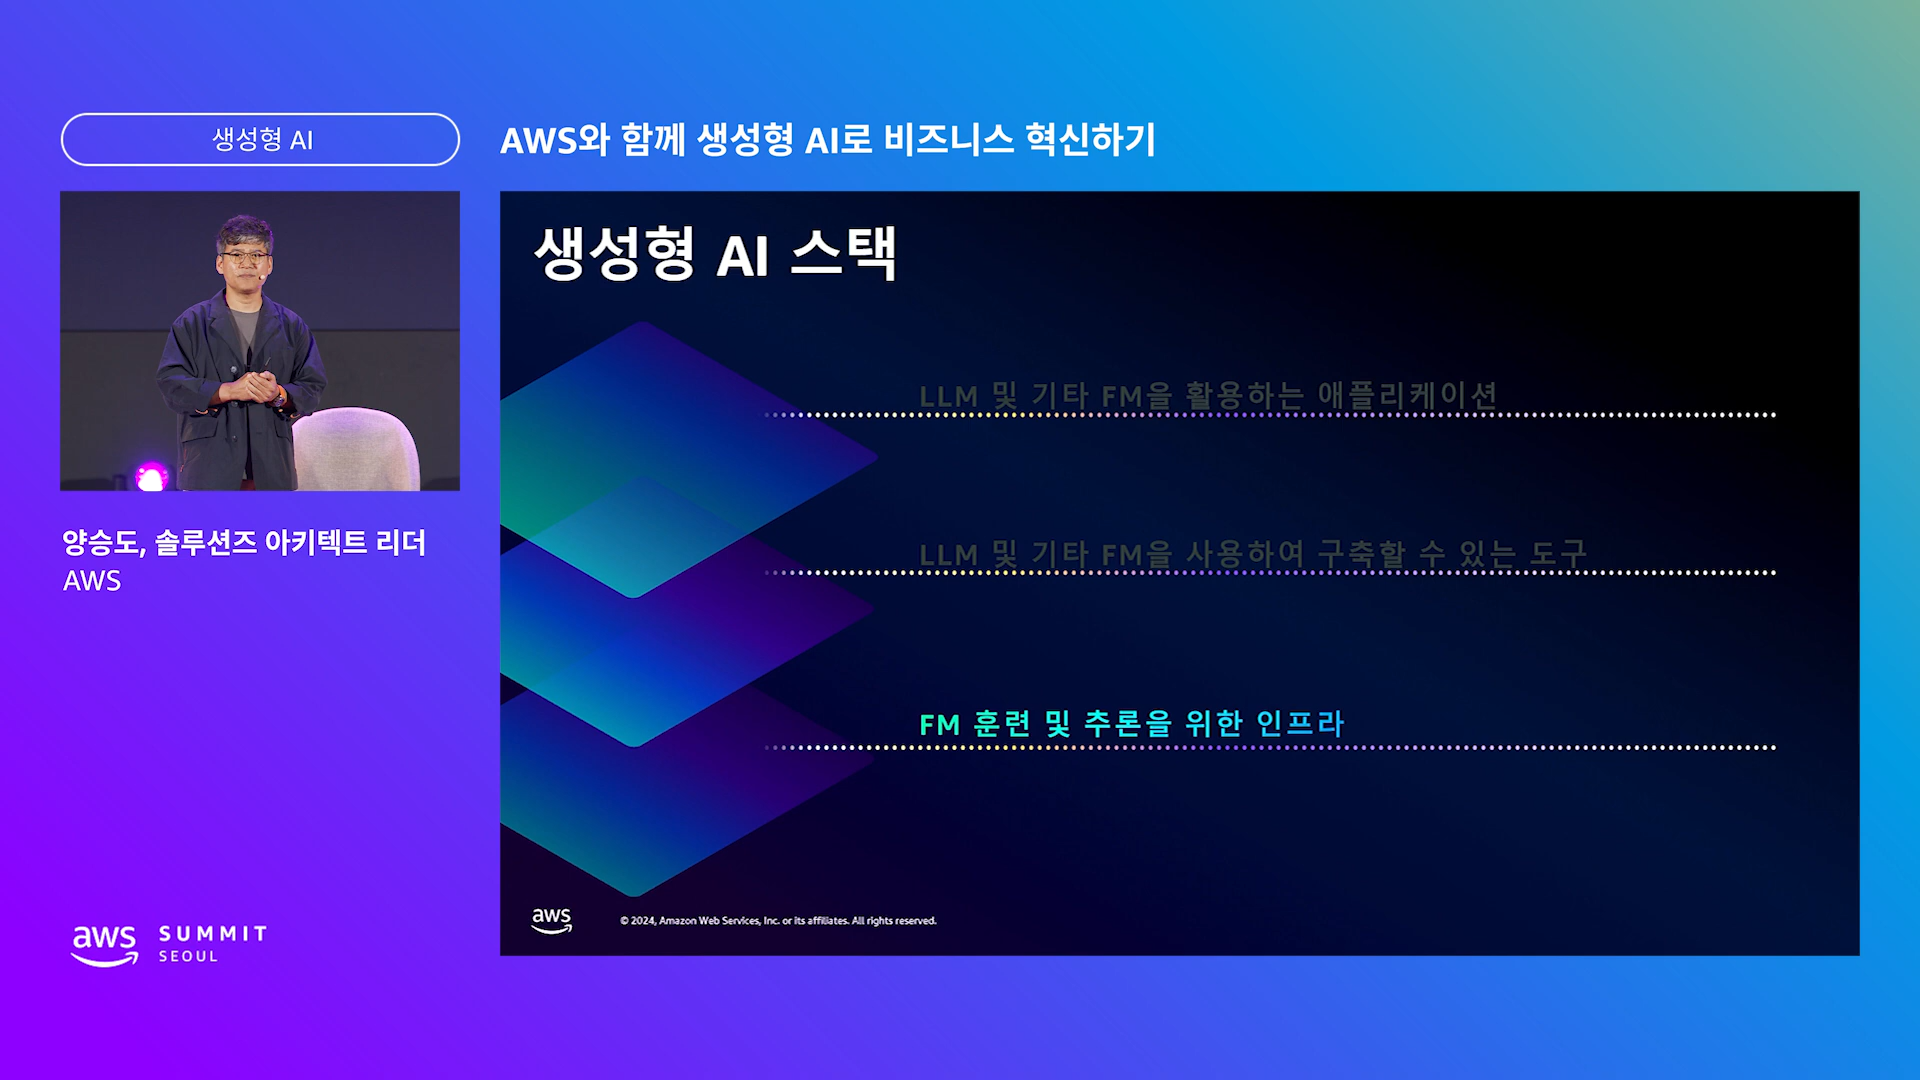 생성형 AI
AWS와 함께 생성형 AI로 비즈니스 혁신하기
양승도, 솔루션즈 아키텍트 리더
AWS
생성형 AI 스택
LLM 및 기타 FM을 활용하는 애플리케이션
LLM 및 기타 FM을 사용하여 구축할 수 있는 도구
FM 훈련 및 추론을 위한 인프라
aws
© 2024, Amazon Web Services, Inc. or its affiliates. All rights reserved.
aws SUMMIT
SEOUL